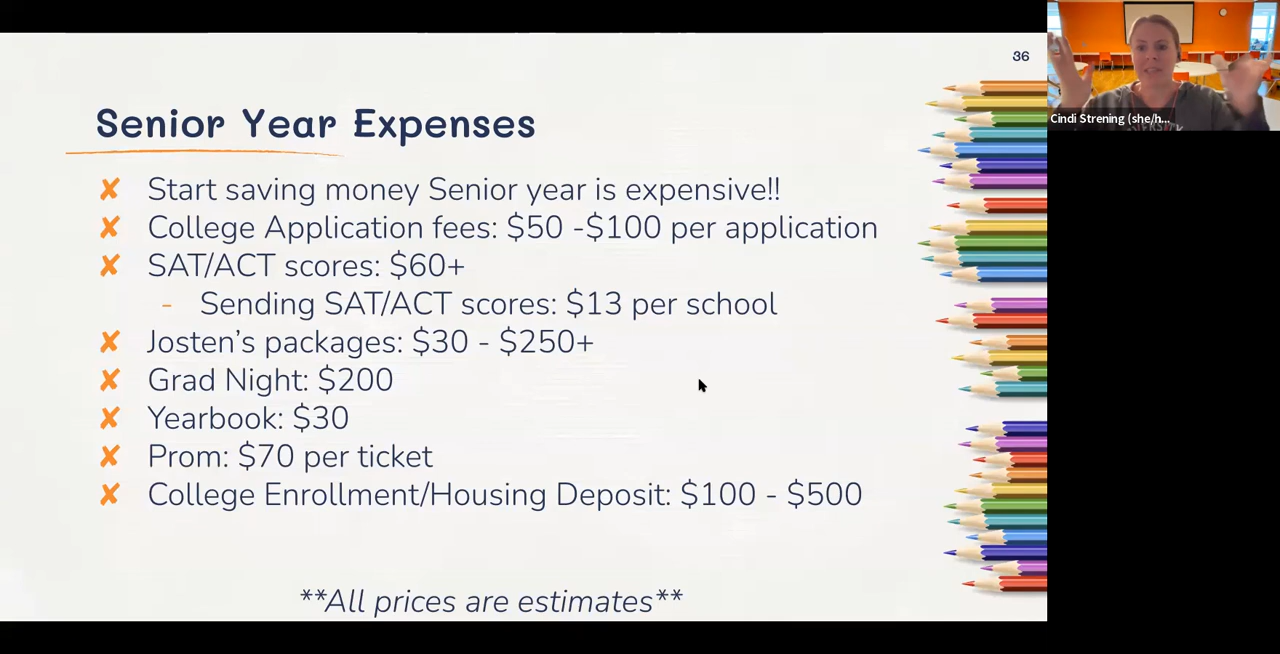 36
Senior Year Expenses
✘ Start saving money Senior year is expensive!!
✘ College Application fees: $50 -$100 per application
✘ SAT/ACT scores: $60+
- Sending SAT/ACT scores: $13 per school
✘ Josten's packages: $30 - $250+
✘ Grad Night: $200
✘ Yearbook: $30
✘ Prom: $70 per ticket
✘ College Enrollment/Housing Deposit: $100 - $500
**All prices are estimates**
Cindi Strening (she/h...